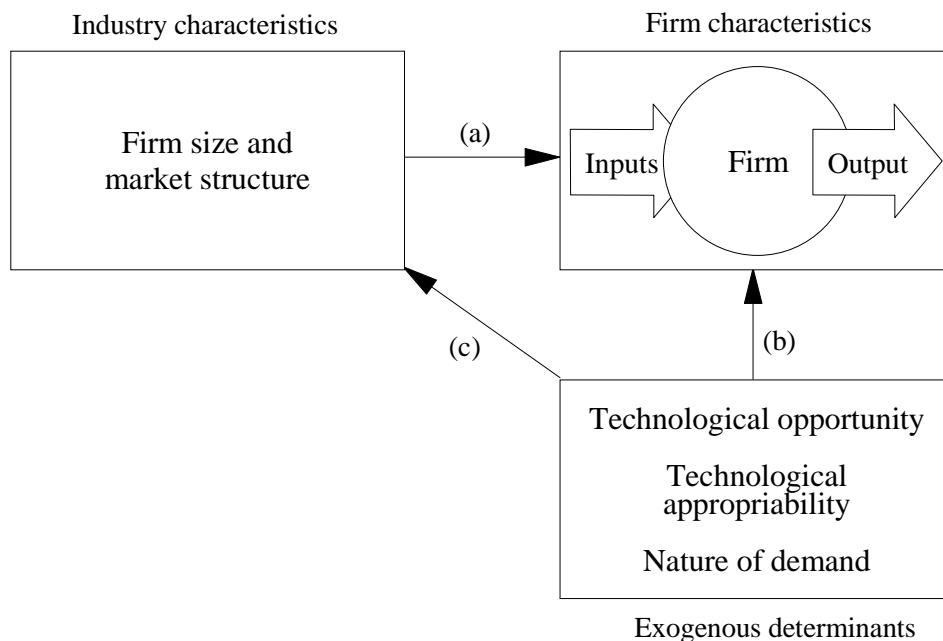 Industry characteristics
Firm size and
market structure
(a)
Firm characteristics
Inputs
Firm
Output
(c)
(b)
Technological opportunity
Technological
appropriability
Nature of demand
Exogenous determinants